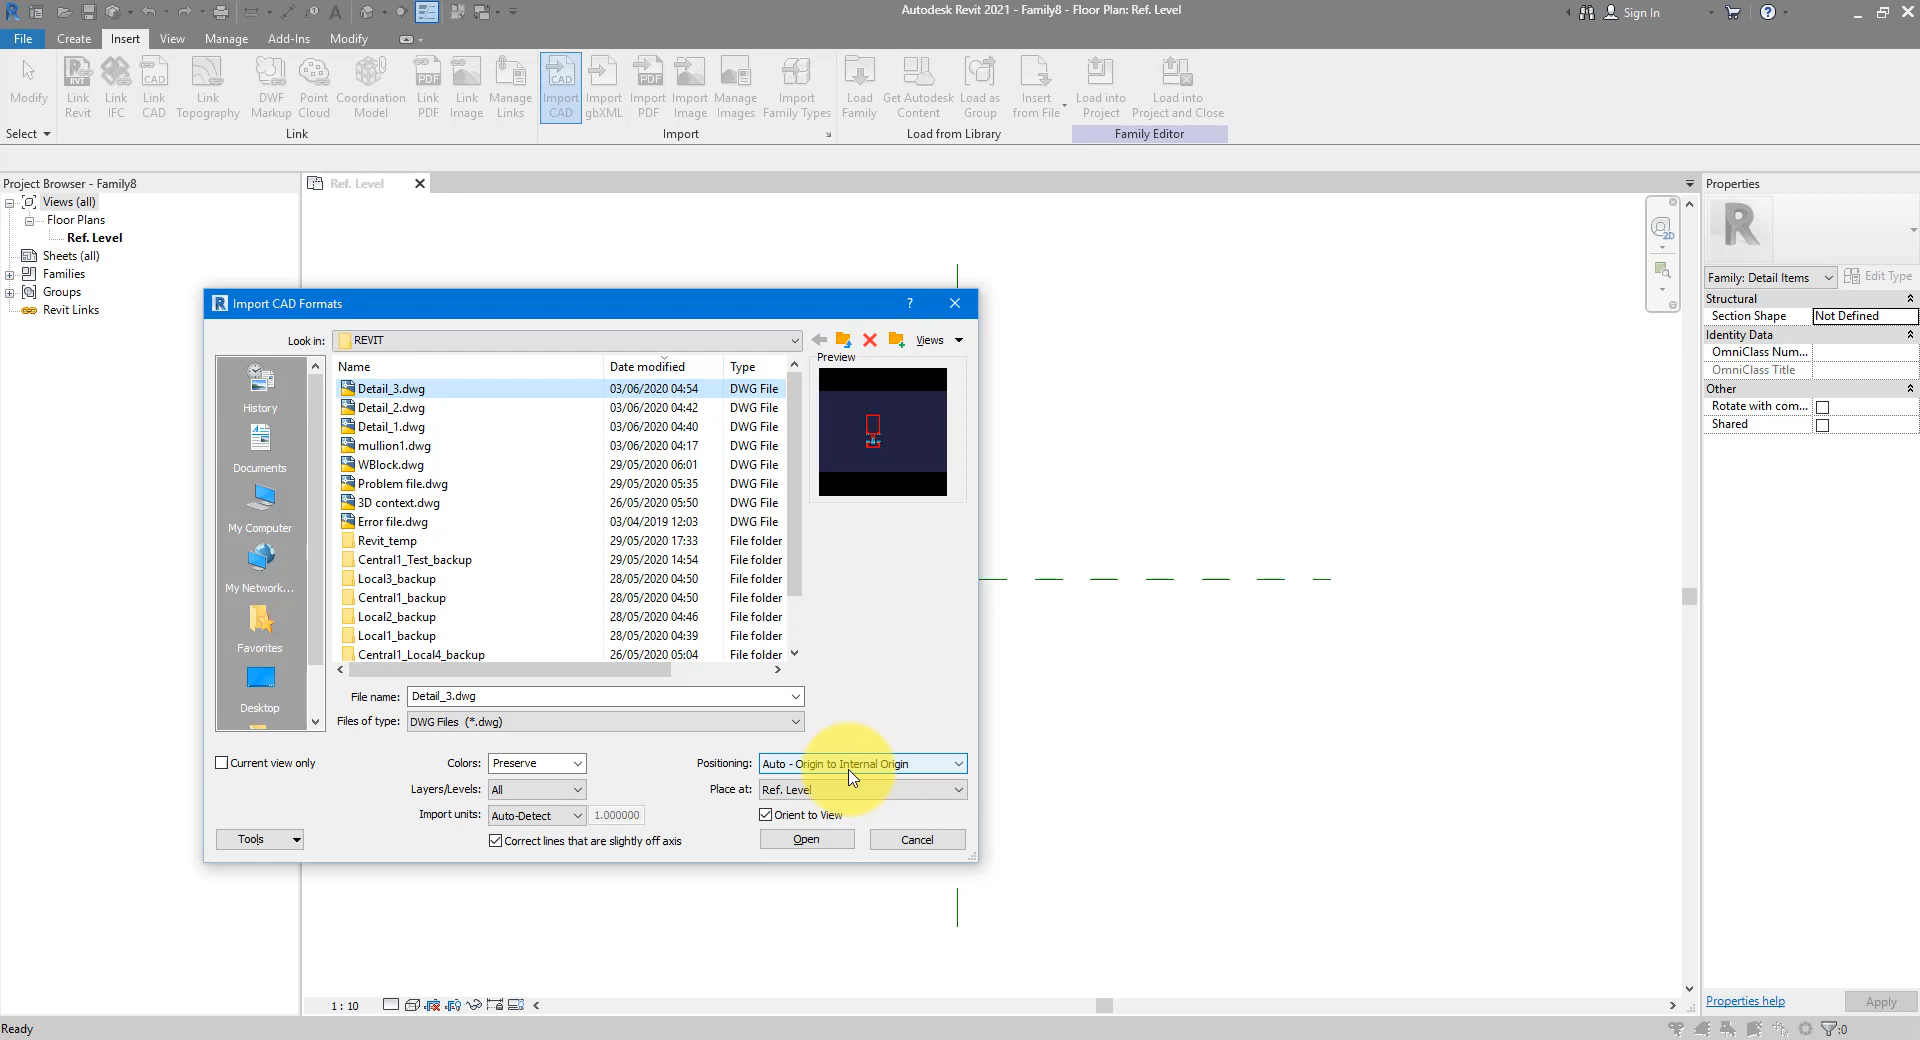 Autodesk Revit 2021 - Family8 - Floor Plan: Ref. Level
Sign In
File Create Insert View Manage Add-Ins Modify
Modify
Link Revit
Link IFC
Link CAD
Link Topography
DWF Markup
Point Cloud
Coordination Model
Link PDF
Link Image
Manage Links
Import CAD
Import gbXML
Import PDF
Import Image
Manage Images
Import Family Types
Load Family
Get Autodesk Content
Load as Group
Insert from File
Load into Project
Load into Project and Close
Select
Link
Import
Load from Library
Family Editor
Project Browser - Family8
Views (all)
Floor Plans
Ref. Level
Sheets (all)
Families
Groups
Revit Links
Ref. Level
2D
Import CAD Formats
?
Look in: REVIT
Views
Preview
History
Documents
My Computer
My Network...
Favorites
Desktop
Name Date modified Type
Detail_3.dwg 03/06/2020 04:54 DWG File
Detail_2.dwg 03/06/2020 04:42 DWG File
Detail_1.dwg 03/06/2020 04:40 DWG File
mullion1.dwg 03/06/2020 04:17 DWG File
WBlock.dwg 29/05/2020 06:01 DWG File
Problem file.dwg 29/05/2020 05:35 DWG File
3D context.dwg 26/05/2020 05:50 DWG File
Error file.dwg 03/04/2019 12:03 DWG File
Revit_temp 29/05/2020 17:33 File folder
Central1_Test_backup 29/05/2020 14:54 File folder
Local3_backup 28/05/2020 04:50 File folder
Central1_backup 28/05/2020 04:50 File folder
Local2_backup 28/05/2020 04:46 File folder
Local1_backup 28/05/2020 04:39 File folder
Central1_Local4_backup 26/05/2020 05:04 File folder
File name: Detail_3.dwg
Files of type: DWG Files (*.dwg)
Current view only
Colors: Preserve
Positioning: Auto - Origin to Internal Origin
Layers/Levels: All
Place at: Ref. Level
Import units: Auto-Detect 1.000000
Orient to View
Tools
Correct lines that are slightly off axis
Open
Cancel
Properties
R
Family: Detail Items
Edit Type
Structural
Section Shape Not Defined
Identity Data
OmniClass Num...
OmniClass Title
Other
Rotate with com...
Shared
Properties help
Apply
1 : 10
Ready
:0